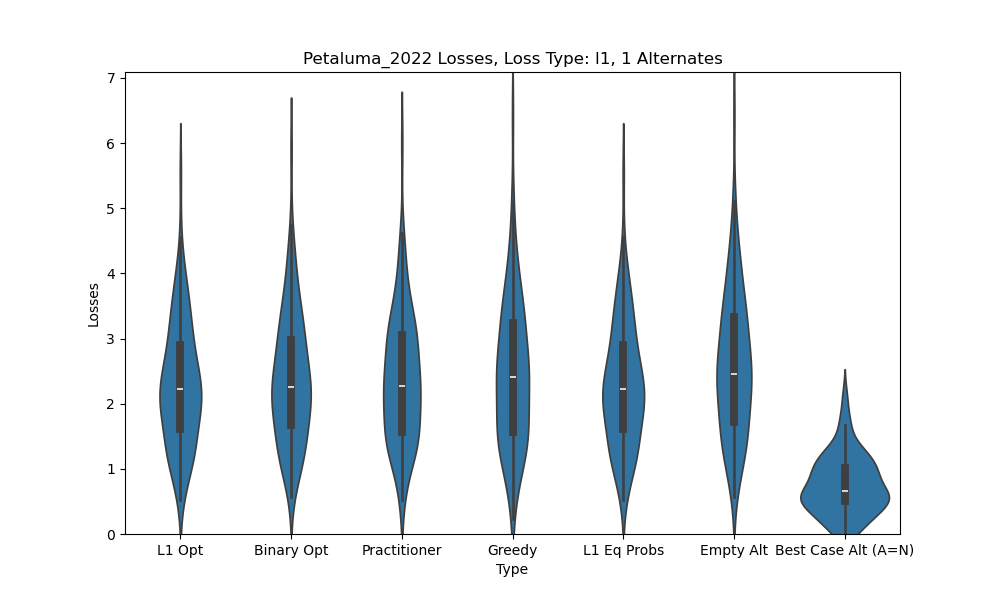 Petaluma_2022 Losses, Loss Type: l1, 1 Alternates
7
6
5
4
3
2
1
0
Losses
L1 Opt Binary Opt Practitioner Greedy L1 Eq Probs Empty Alt Best Case Alt (A=N)
Type